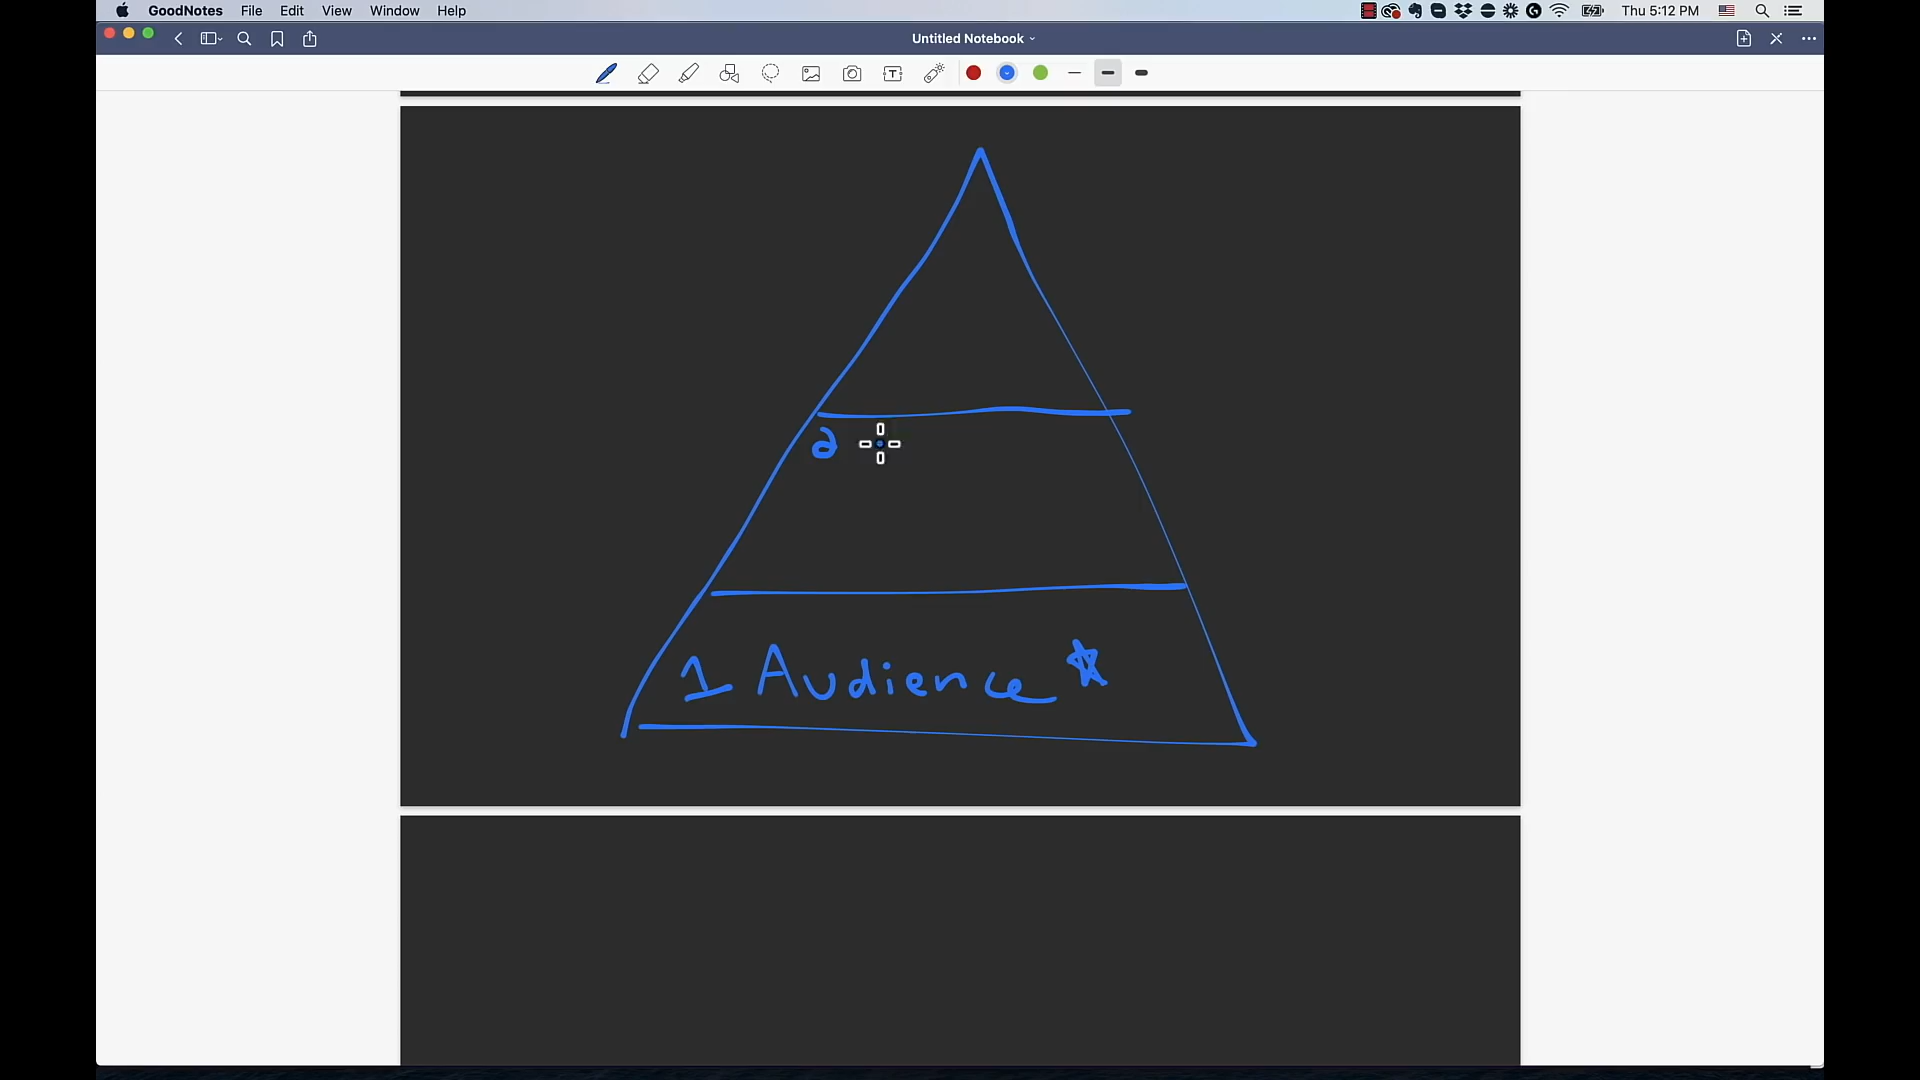 GoodNotes File Edit View Window Help Thu 5:12 PM
Untitled Notebook
2
1 Audience *